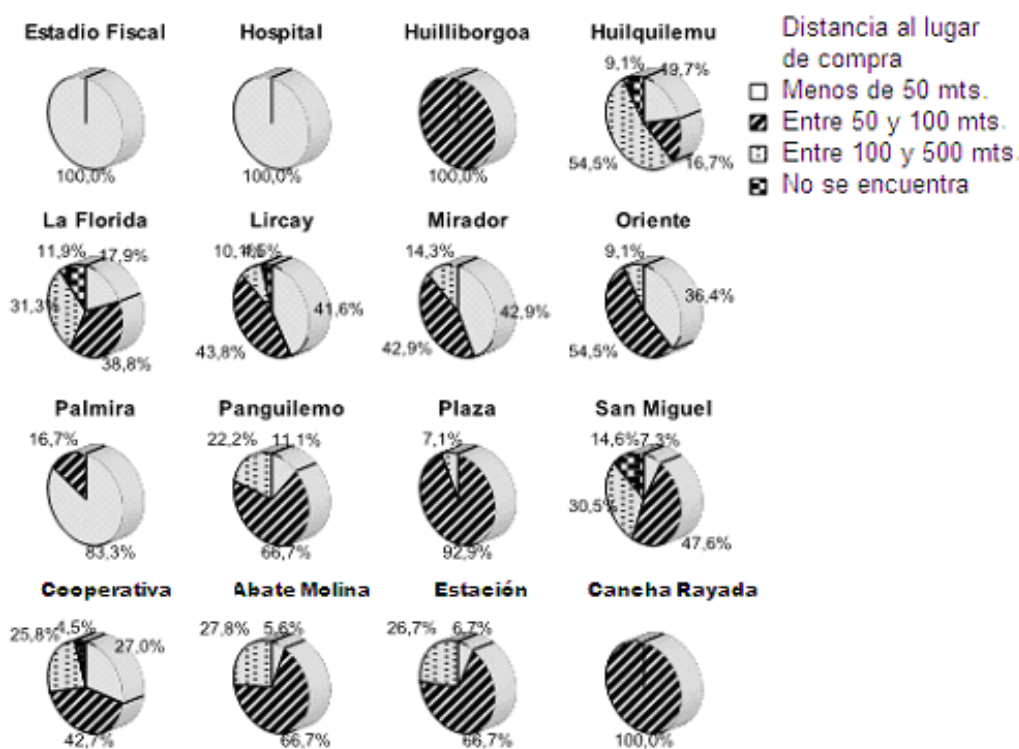 Estadio Fiscal
Hospital
Huilliborgoa
Huilquilemu
Distancia al lugar
de compra
Menos de 50 mts.
Entre 50 y 100 mts.
Entre 100 y 500 mts.
No se encuentra
100,0%
100,0%
100,0%
9,1%
19,7%
54,5%
16,7%
La Florida
Lircay
Mirador
Oriente
11,9%
17,9%
31,3%
38,8%
10,1%
4,5%
41,6%
43,8%
14,3%
42,9%
42,9%
9,1%
36,4%
54,5%
Palmira
Panguilemo
Plaza
San Miguel
16,7%
83,3%
22,2%
11,1%
66,7%
7,1%
92,9%
14,6%
7,3%
30,5%
47,6%
Cooperativa
Abate Molina
Estación
Cancha Rayada
25,8%
4,5%
27,0%
42,7%
27,8%
5,6%
66,7%
26,7%
6,7%
66,7%
100,0%